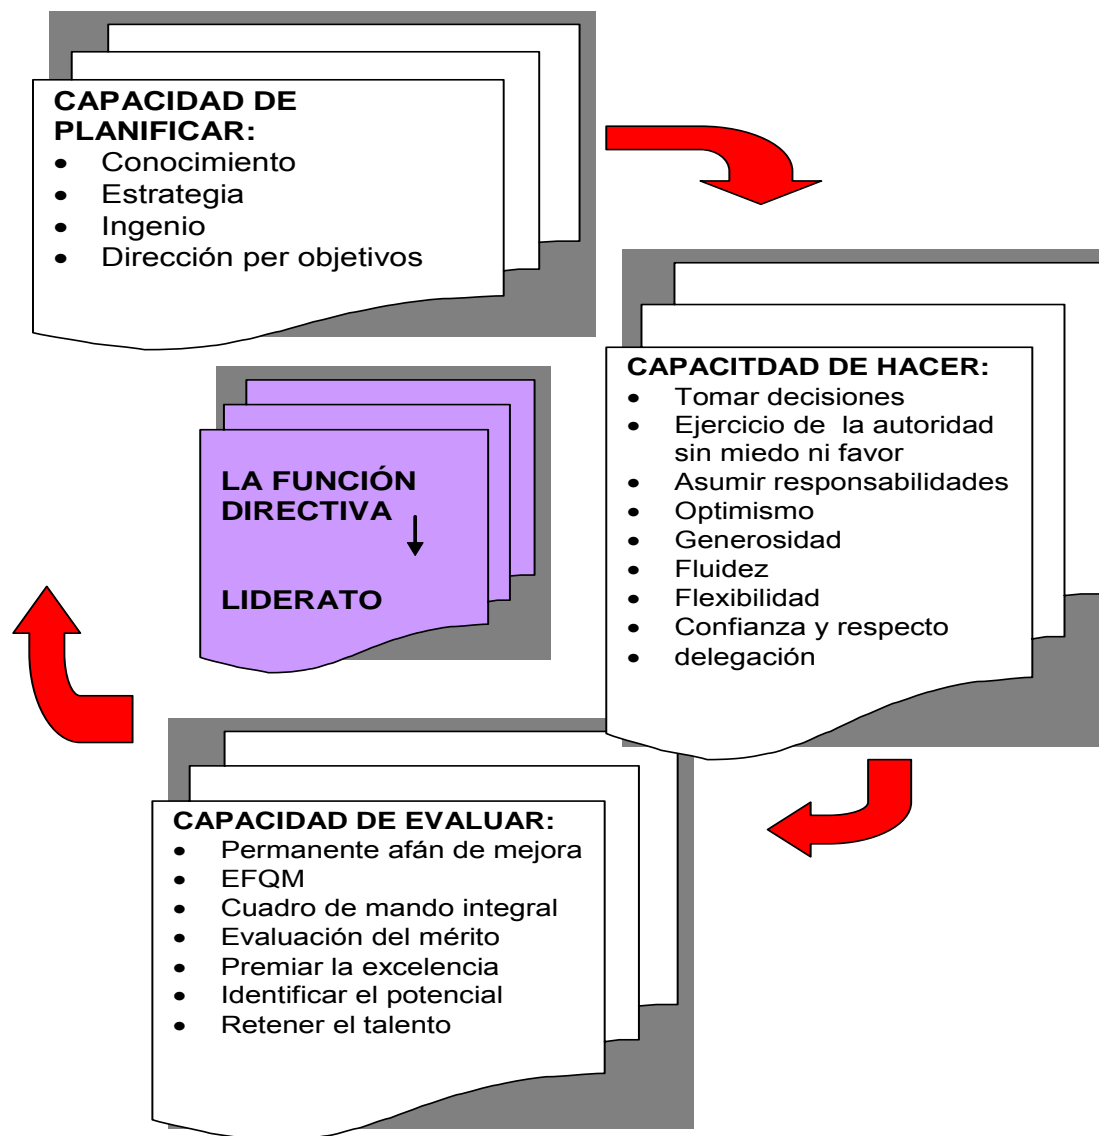 CAPACIDAD DE
PLANIFICAR:
• Conocimiento
• Estrategia
• Ingenio
• Dirección per objetivos
CAPACITDAD DE HACER:
• Tomar decisiones
• Ejercicio de la autoridad
sin miedo ni favor
• Asumir responsabilidades
• Optimismo
• Generosidad
• Fluidez
• Flexibilidad
• Confianza y respecto
• delegación
LA FUNCIÓN
DIRECTIVA
LIDERATO
CAPACIDAD DE EVALUAR:
• Permanente afán de mejora
• EFQM
• Cuadro de mando integral
• Evaluación del mérito
• Premiar la excelencia
• Identificar el potencial
• Retener el talento